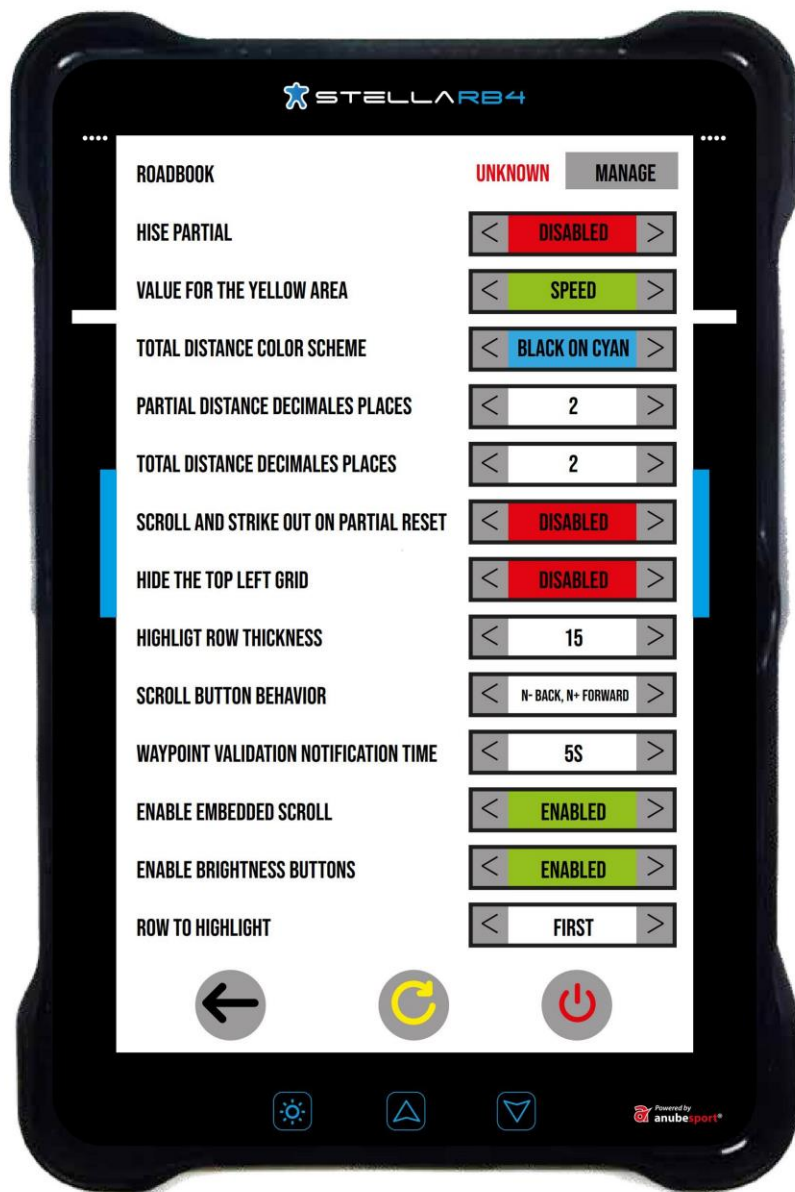 STELLARB4
ROADBOOK UNKNOWN MANAGE
HISE PARTIAL < DISABLED >
VALUE FOR THE YELLOW AREA < SPEED >
TOTAL DISTANCE COLOR SCHEME < BLACK ON CYAN >
PARTIAL DISTANCE DECIMALES PLACES < 2 >
TOTAL DISTANCE DECIMALES PLACES < 2 >
SCROLL AND STRIKE OUT ON PARTIAL RESET < DISABLED >
HIDE THE TOP LEFT GRID < DISABLED >
HIGHLIGT ROW THICKNESS < 15 >
SCROLL BUTTON BEHAVIOR < N- BACK, N+ FORWARD >
WAYPOINT VALIDATION NOTIFICATION TIME < 5S >
ENABLE EMBEDDED SCROLL < ENABLED >
ENABLE BRIGHTNESS BUTTONS < ENABLED >
ROW TO HIGHLIGHT < FIRST >
Powered by
anubesport®